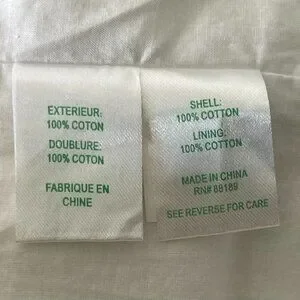 EXTERIEUR:
100% COTON
DOUBLURE:
100% COTON
FABRIQUE EN
CHINE
SHELL:
100% COTTON
LINING:
100% COTTON
MADE IN CHINA
RN# 88189
SEE REVERSE FOR CARE